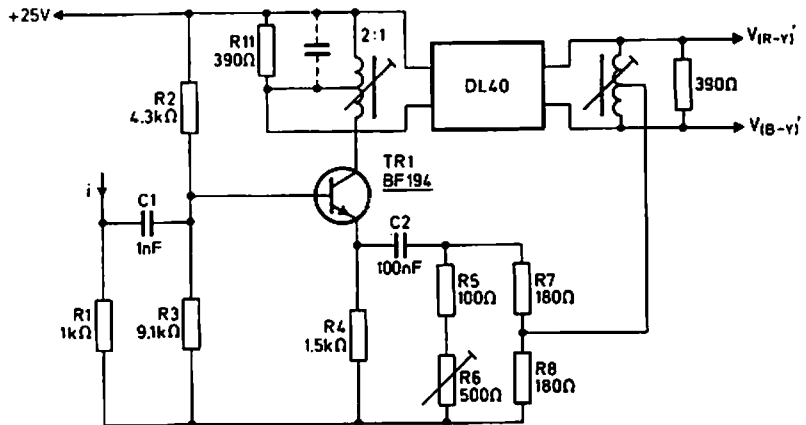 +25V
R11
390Ω
2:1
DL40
V(R-Y)'
390Ω
V(B-Y)'
R2
4.3kΩ
TR1
BF194
i
C1
1nF
C2
100nF
R5
100Ω
R7
180Ω
R1
1kΩ
R3
9.1kΩ
R4
1.5kΩ
R6
500Ω
R8
180Ω